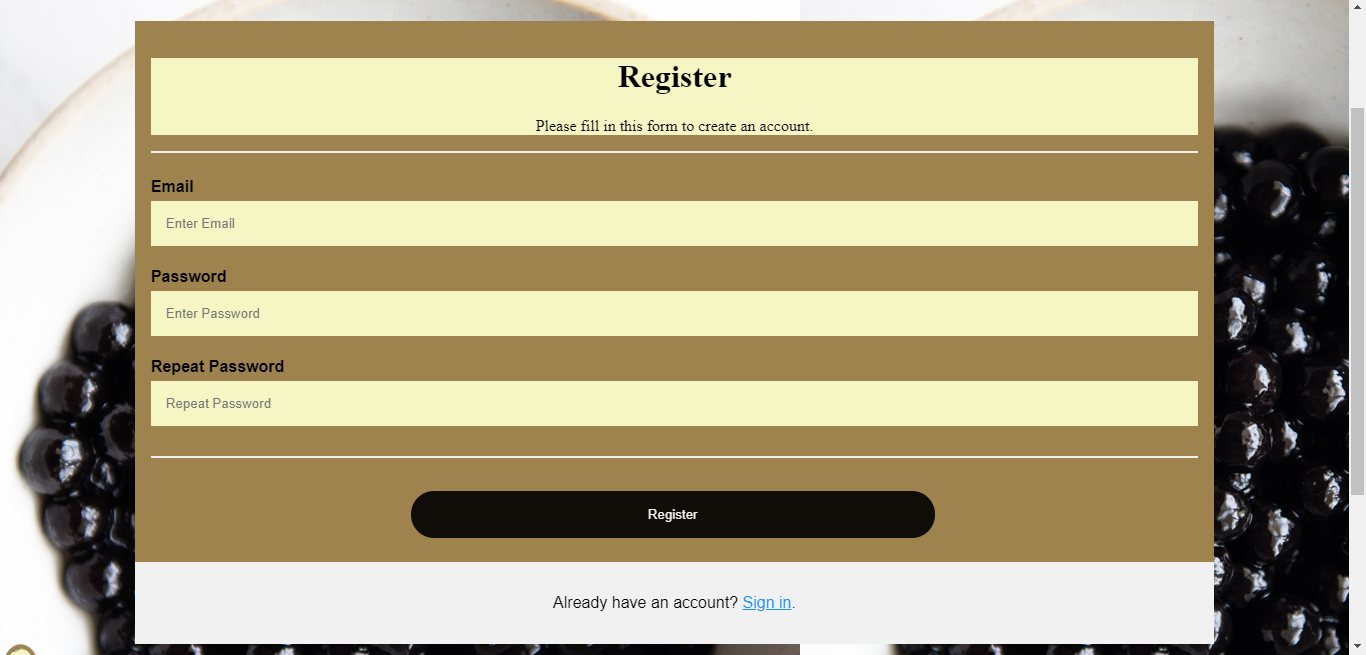 Register
Please fill in this form to create an account.
Email
Enter Email
Password
Enter Password
Repeat Password
Repeat Password
Register
Already have an account? Sign in.